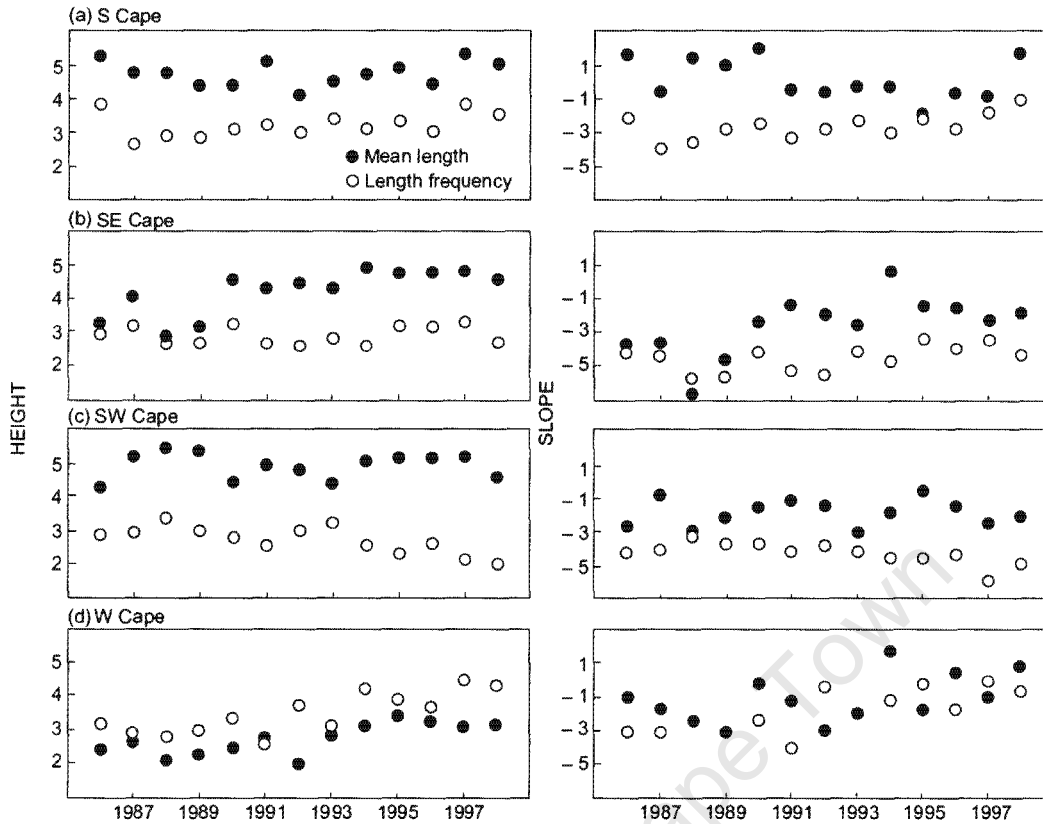 (a) S Cape
5
4
3
2
● Mean length
○ Length frequency
1
−1
−3
−5
(b) SE Cape
5
4
3
2
1
−1
−3
−5
HEIGHT
SLOPE
(c) SW Cape
5
4
3
2
1
−1
−3
−5
(d) W Cape
5
4
3
2
1
−1
−3
−5
1987 1989 1991 1993 1995 1997
1987 1989 1991 1993 1995 1997
ape Town